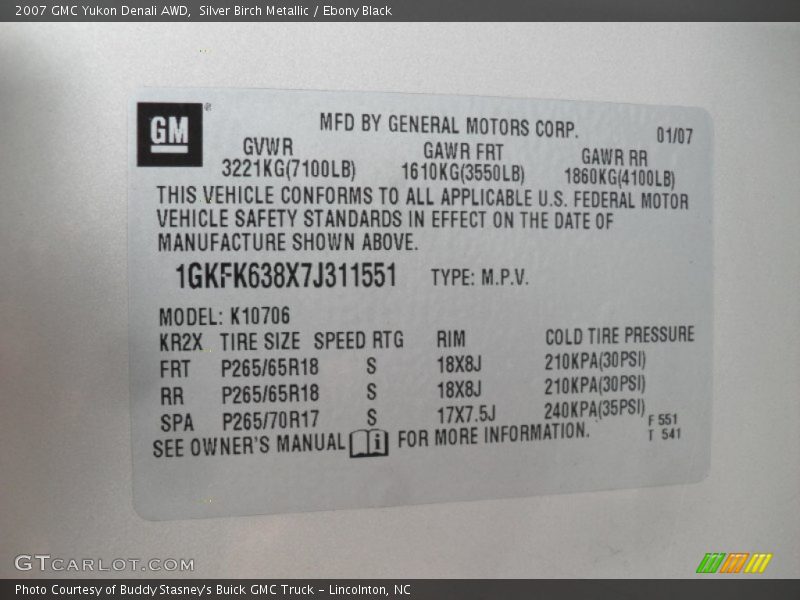 2007 GMC Yukon Denali AWD, Silver Birch Metallic / Ebony Black
GM®
MFD BY GENERAL MOTORS CORP. 01/07
GVWR GAWR FRT GAWR RR
3221KG(7100LB) 1610KG(3550LB) 1860KG(4100LB)
THIS VEHICLE CONFORMS TO ALL APPLICABLE U.S. FEDERAL MOTOR
VEHICLE SAFETY STANDARDS IN EFFECT ON THE DATE OF
MANUFACTURE SHOWN ABOVE.
1GKFK638X7J311551 TYPE: M.P.V.
MODEL: K10706
KR2X TIRE SIZE SPEED RTG RIM COLD TIRE PRESSURE
FRT P265/65R18 S 18X8J 210KPA(30PSI)
RR P265/65R18 S 18X8J 210KPA(30PSI)
SPA P265/70R17 S 17X7.5J 240KPA(35PSI)
F 551
T 541
SEE OWNER'S MANUAL i FOR MORE INFORMATION.
GTCARLOT.COM
Photo Courtesy of Buddy Stasney's Buick GMC Truck - Lincolnton, NC